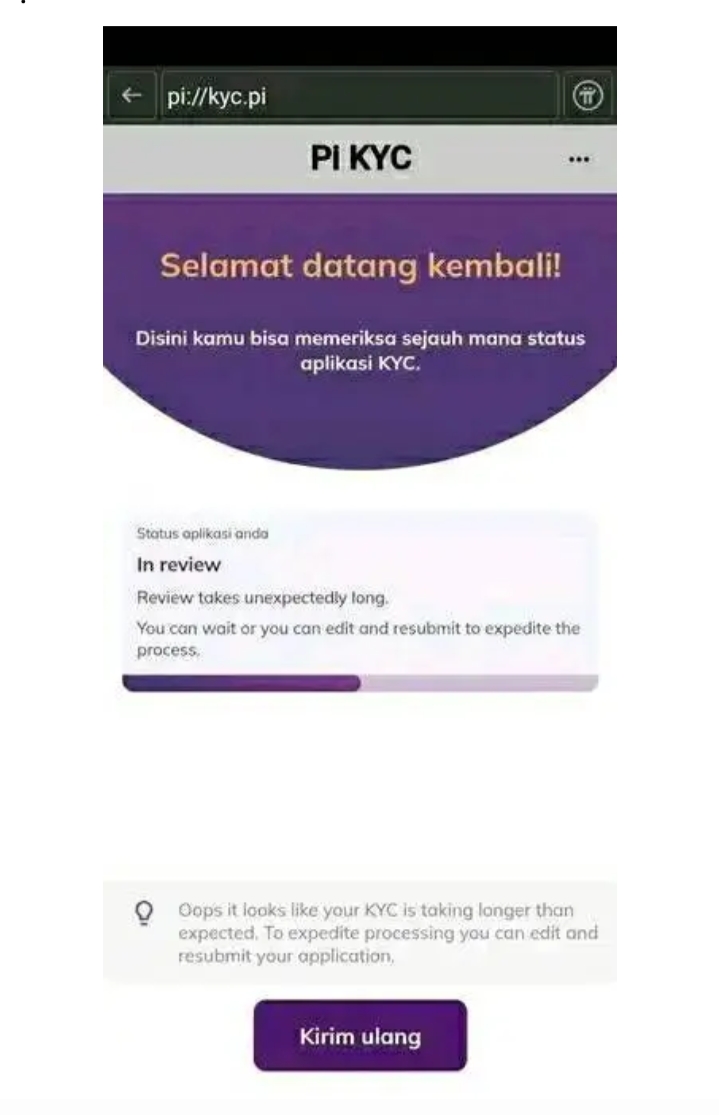 pi://kyc.pi
Pi KYC
Selamat datang kembali!
Disini kamu bisa memeriksa sejauh mana status
aplikasi KYC.
Status aplikasi anda
In review
Review takes unexpectedly long.
You can wait or you can edit and resubmit to expedite the
process.
Oops it looks like your KYC is taking longer than
expected. To expedite processing you can edit and
resubmit your application.
Kirim ulang